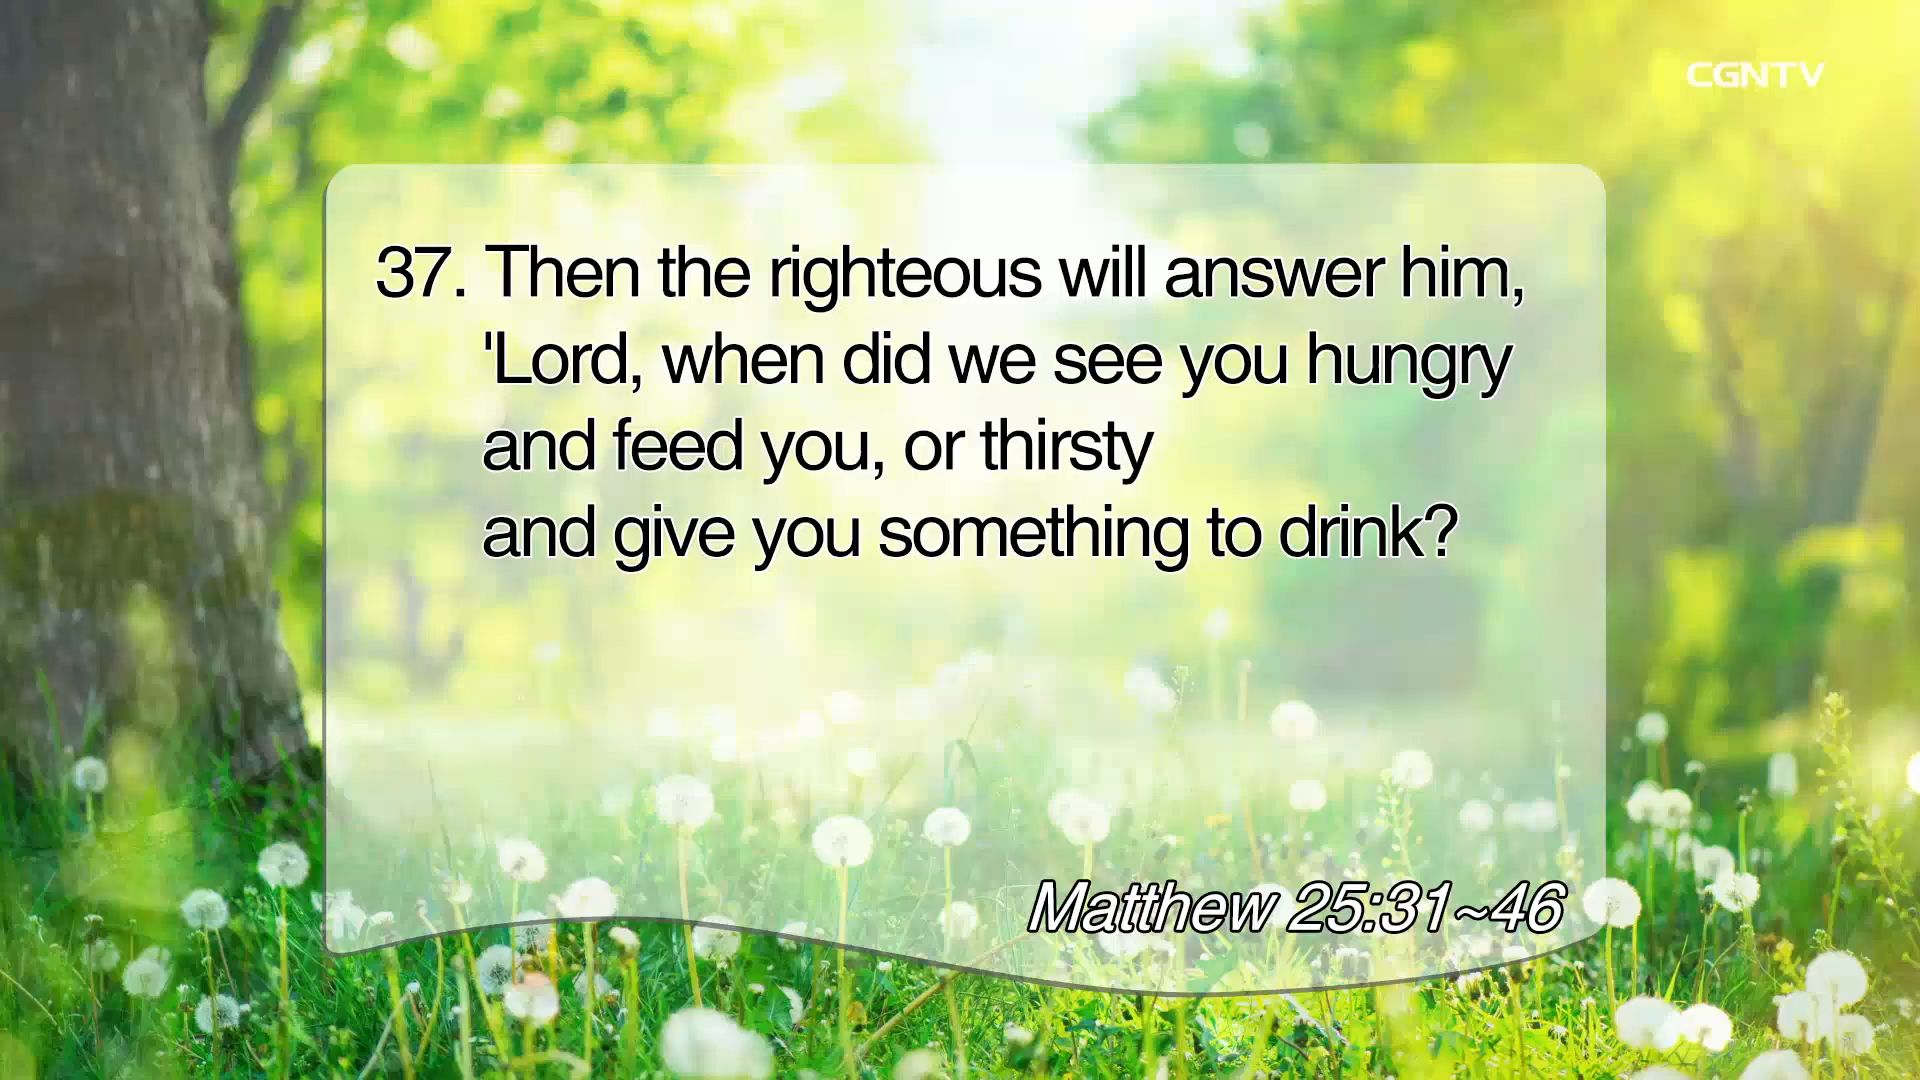 CGNTV
37. Then the righteous will answer him,
'Lord, when did we see you hungry
and feed you, or thirsty
and give you something to drink?
Matthew 25:31~46